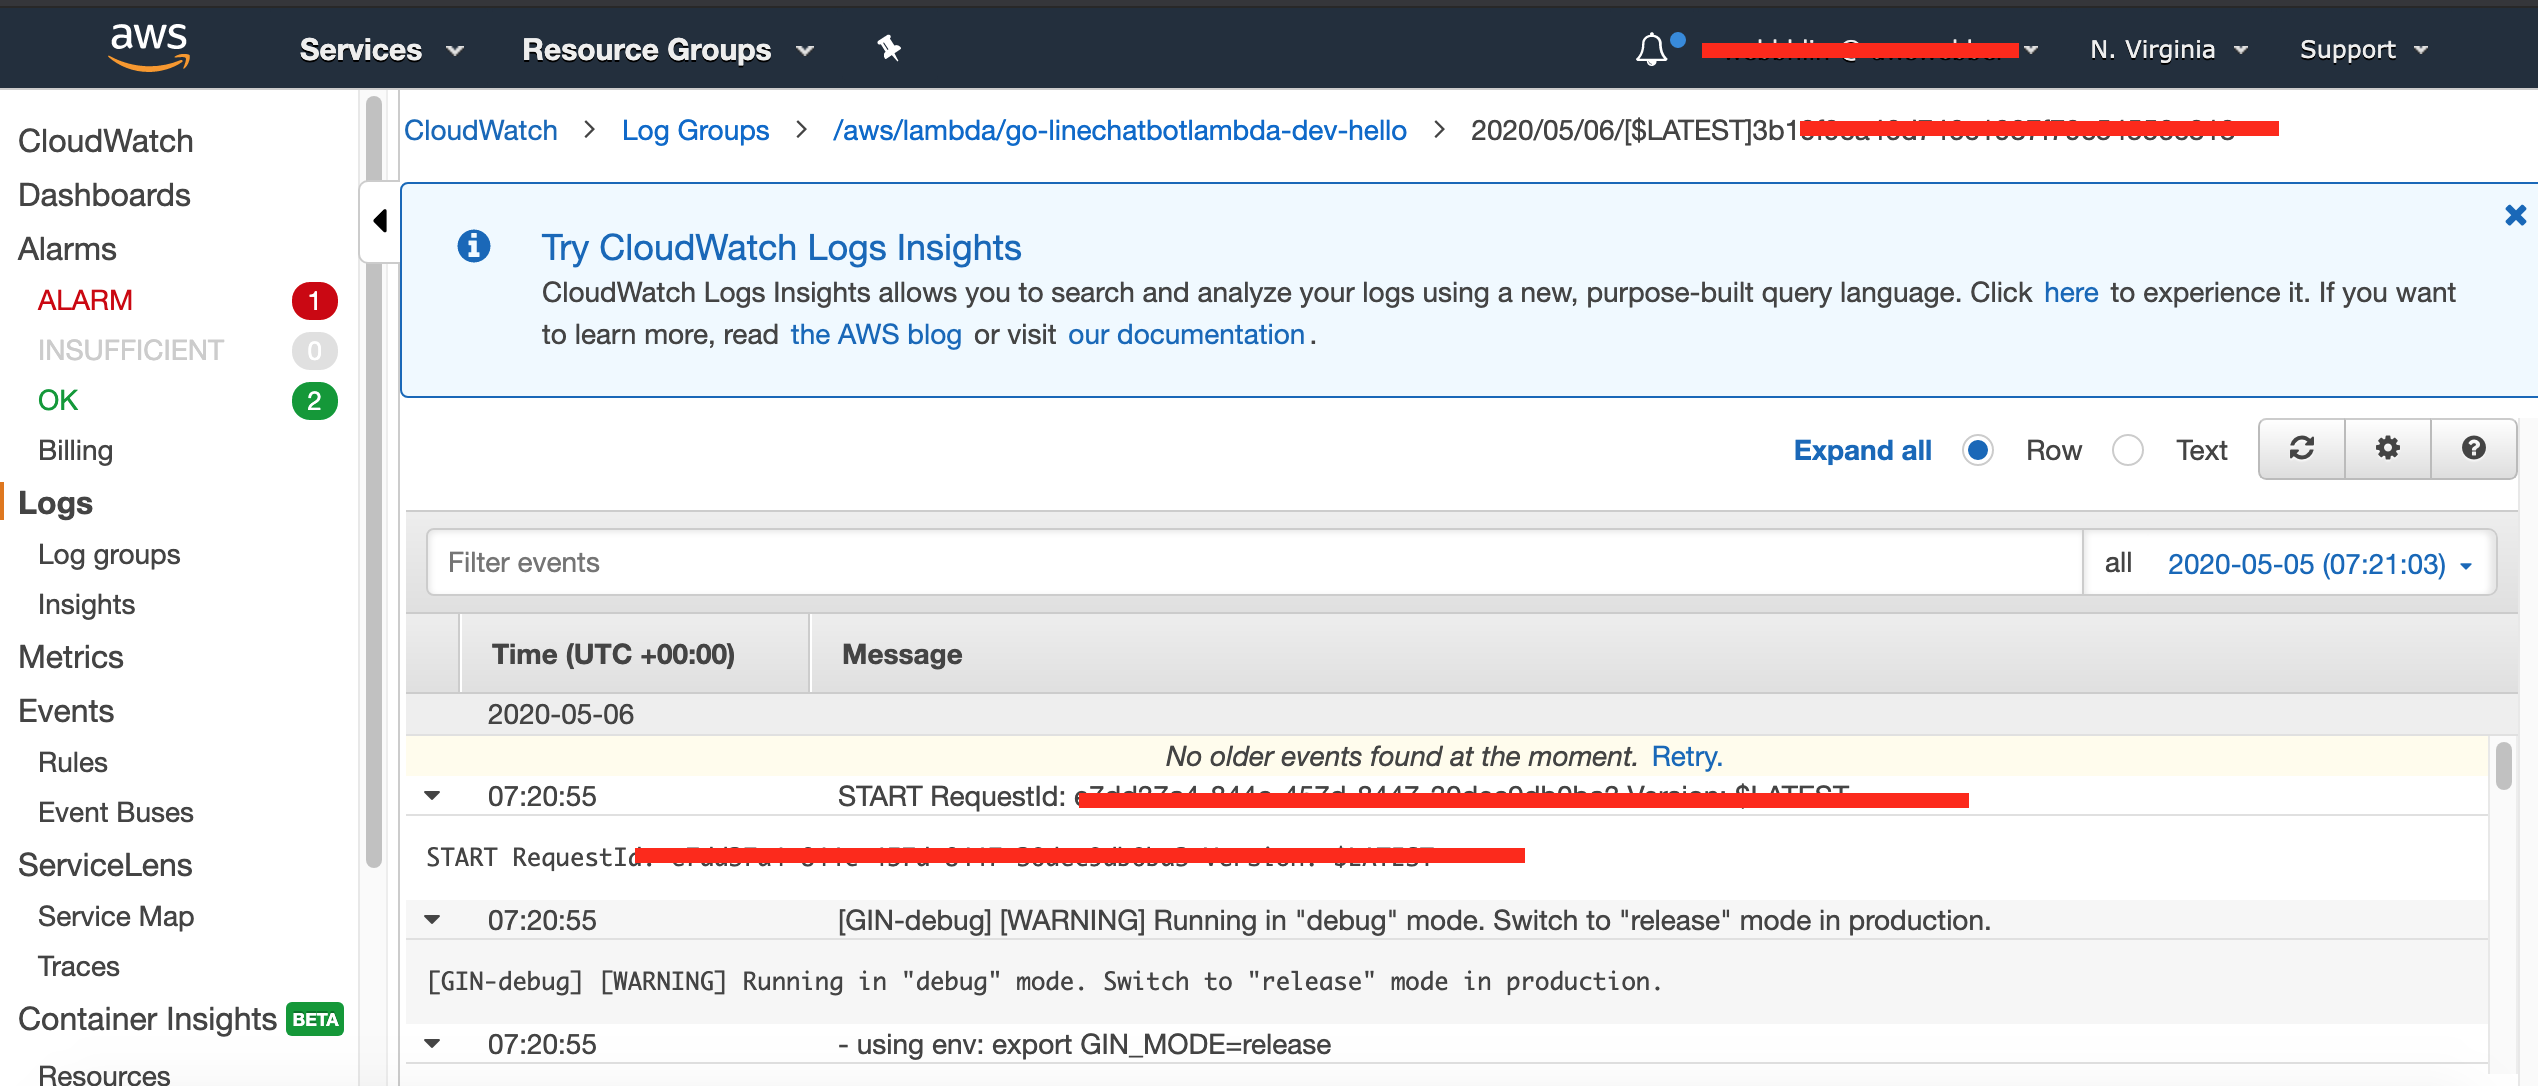 aws
Services
Resource Groups
N. Virginia
Support
CloudWatch
Dashboards
Alarms
ALARM 1
INSUFFICIENT 0
OK 2
Billing
Logs
Log groups
Insights
Metrics
Events
Rules
Event Buses
ServiceLens
Service Map
Traces
Container Insights BETA
Resources
CloudWatch > Log Groups > /aws/lambda/go-linechatbotlambda-dev-hello > 2020/05/06/[$LATEST]3b1
Try CloudWatch Logs Insights
CloudWatch Logs Insights allows you to search and analyze your logs using a new, purpose-built query language. Click here to experience it. If you want
to learn more, read the AWS blog or visit our documentation.
Expand all Row Text
Filter events all 2020-05-05 (07:21:03)
Time (UTC +00:00) Message
2020-05-06
No older events found at the moment. Retry.
07:20:55 START RequestId:
START RequestId:
07:20:55 [GIN-debug] [WARNING] Running in "debug" mode. Switch to "release" mode in production.
[GIN-debug] [WARNING] Running in "debug" mode. Switch to "release" mode in production.
07:20:55 - using env: export GIN_MODE=release